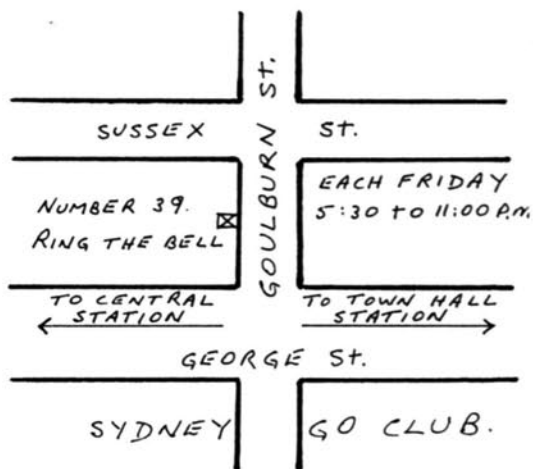 GOULBURN St.
SUSSEX St.
NUMBER 39.
RING THE BELL
EACH FRIDAY
5:30 TO 11:00 P.M.
TO CENTRAL
STATION
TO TOWN HALL
STATION
GEORGE St.
SYDNEY GO CLUB.